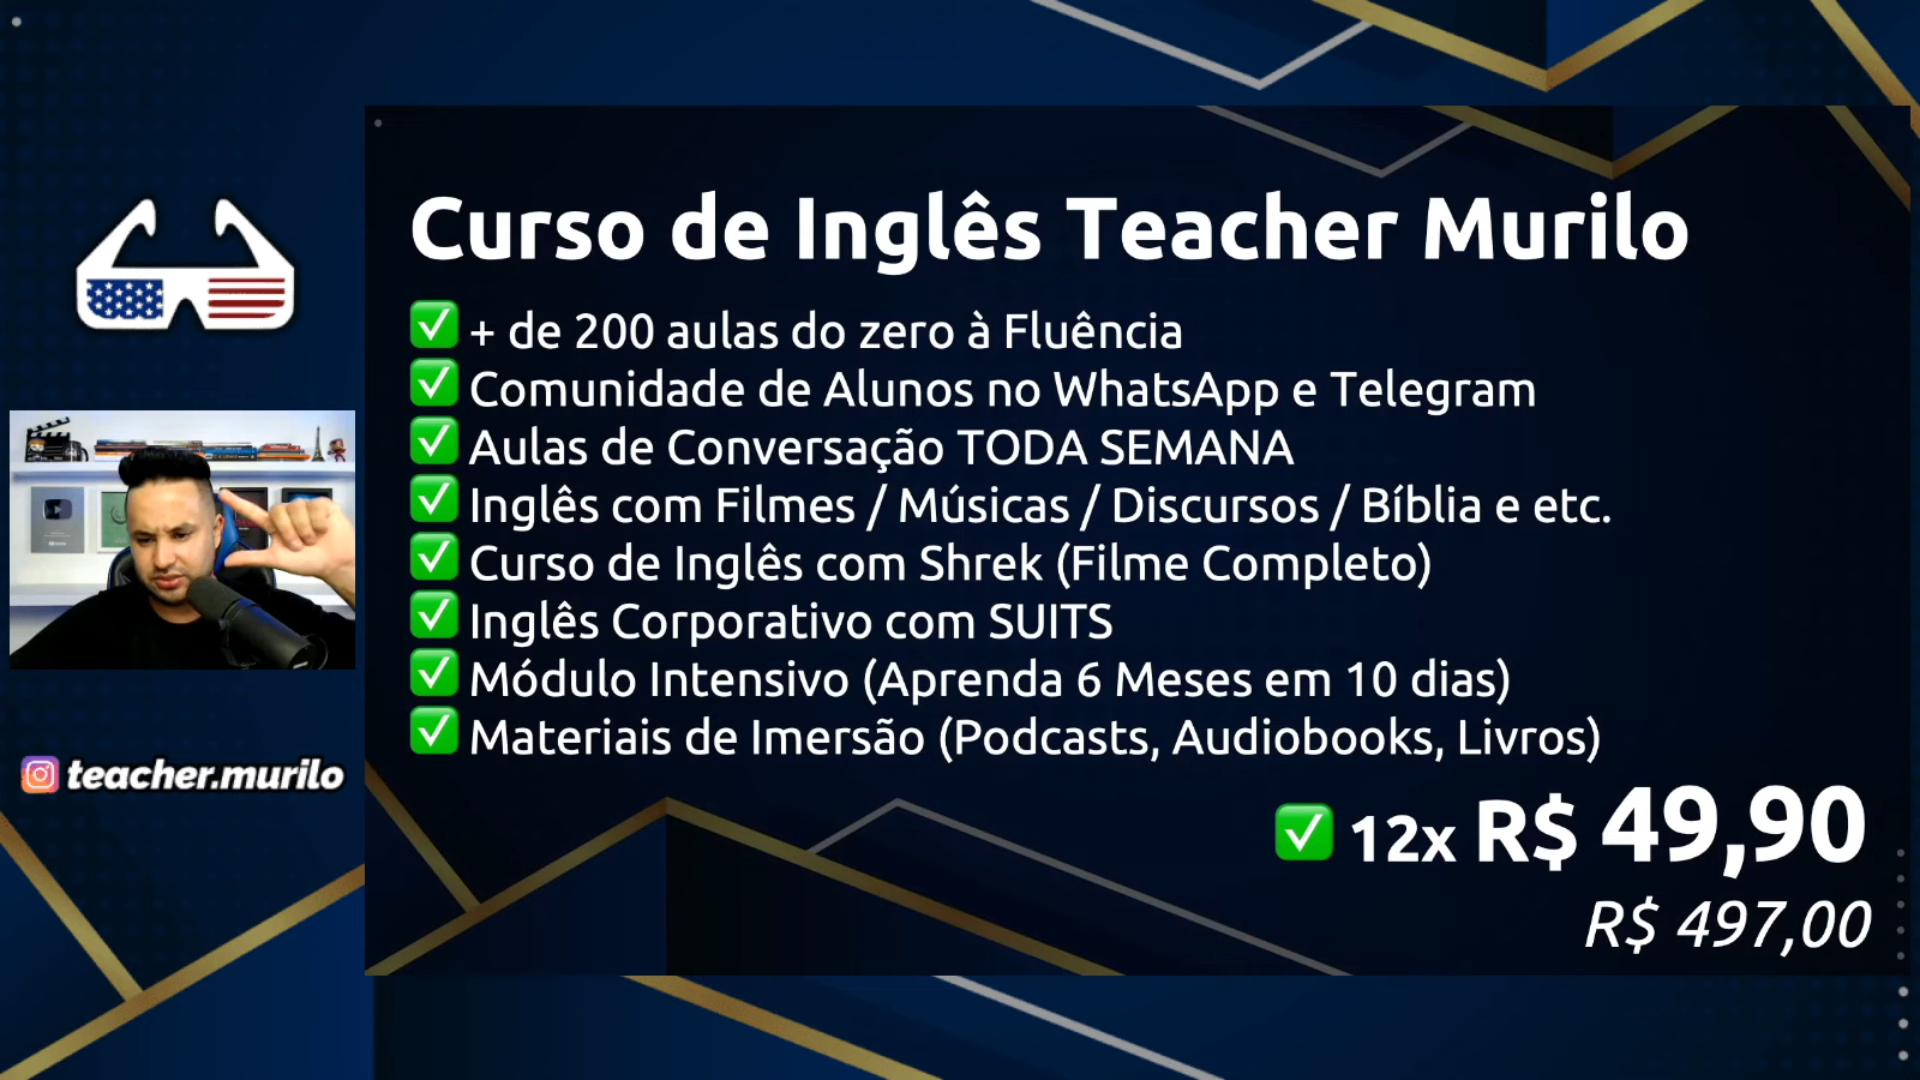 Curso de Inglês Teacher Murilo
✅ + de 200 aulas do zero à Fluência
✅ Comunidade de Alunos no WhatsApp e Telegram
✅ Aulas de Conversação TODA SEMANA
✅ Inglês com Filmes / Músicas / Discursos / Bíblia e etc.
✅ Curso de Inglês com Shrek (Filme Completo)
✅ Inglês Corporativo com SUITS
✅ Módulo Intensivo (Aprenda 6 Meses em 10 dias)
✅ Materiais de Imersão (Podcasts, Audiobooks, Livros)
✅ 12x R$ 49,90
R$ 497,00
teacher.murilo